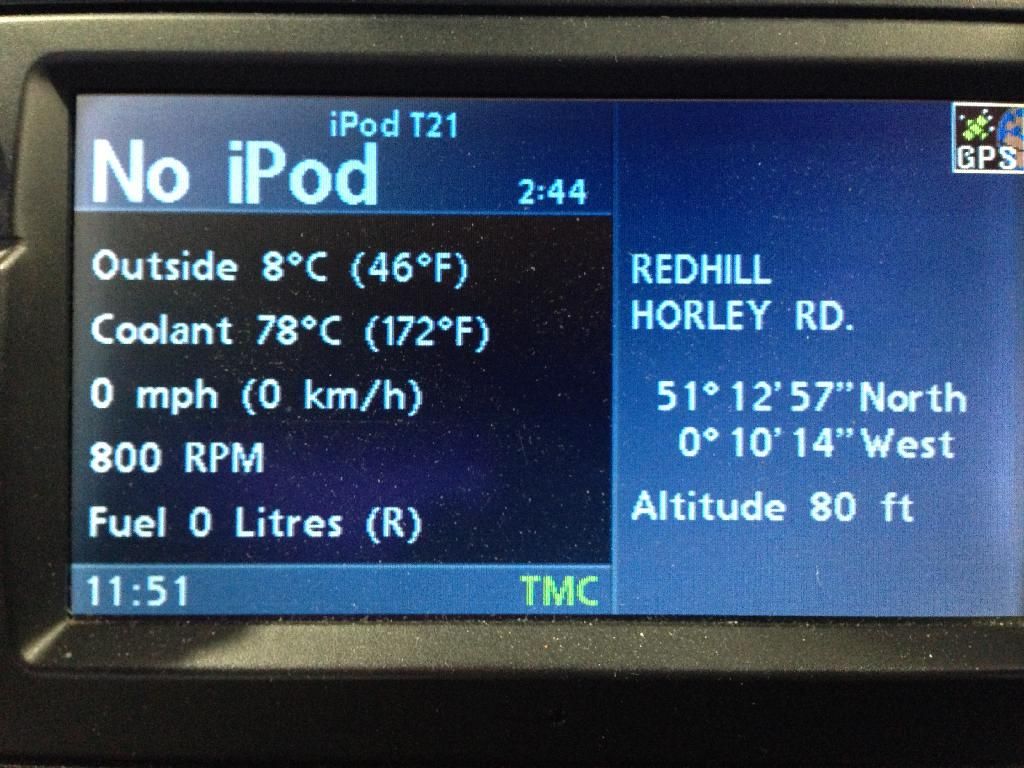 iPod T21
No iPod
2:44
Outside 8°C (46°F)
Coolant 78°C (172°F)
0 mph (0 km/h)
800 RPM
Fuel 0 Litres (R)
11:51 TMC
GPS
REDHILL
HORLEY RD.
51° 12' 57" North
0° 10' 14" West
Altitude 80 ft